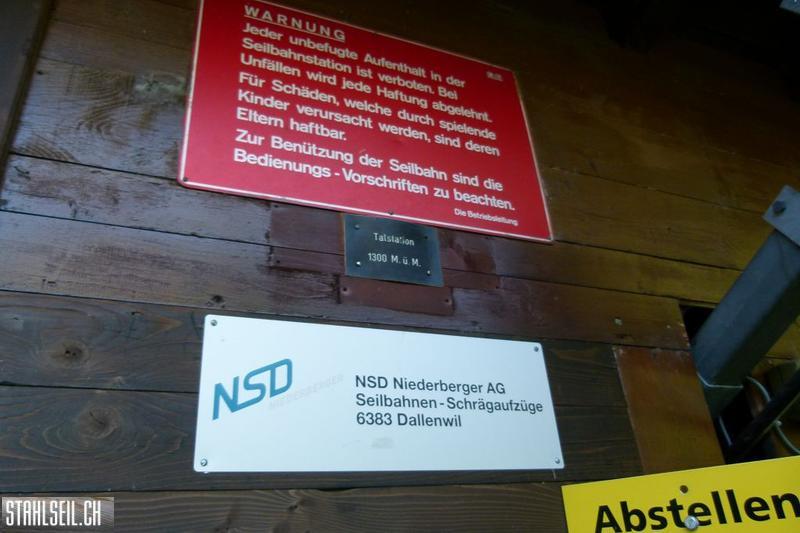 WARNUNG
Jeder unbefugte Aufenthalt in der
Seilbahnstation ist verboten. Bei
Unfällen wird jede Haftung abgelehnt.
Für Schäden, welche durch spielende
Kinder verursacht werden, sind deren
Eltern haftbar.
Zur Benützung der Seilbahn sind die
Bedienungs-Vorschriften zu beachten.
Die Betriebsleitung
Talstation
1300 M.ü.M.
NSD NIEDERBERGER
NSD Niederberger AG
Seilbahnen-Schrägaufzüge
6383 Dallenwil
Abstellen
STAHLSEIL.CH